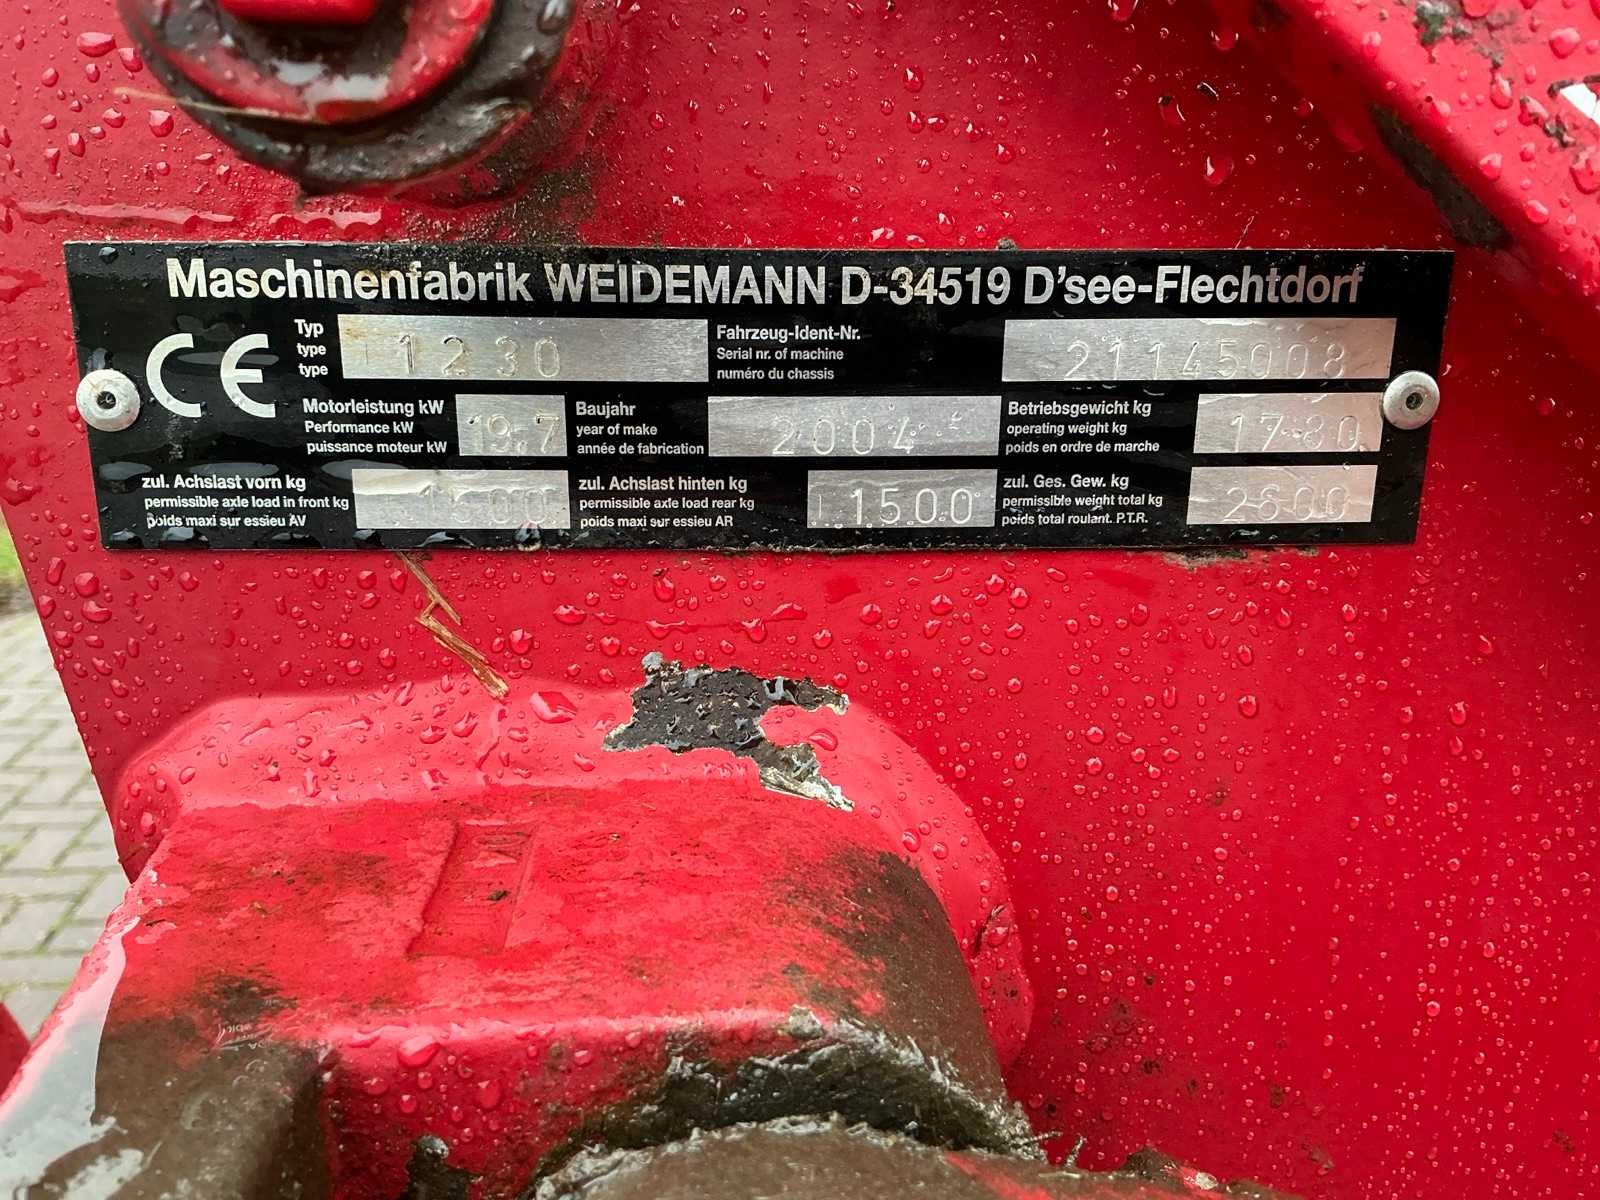 Maschinenfabrik WEIDEMANN D-34519 D'see-Flechtdorf
CE
Typ
type
type
1230
Fahrzeug-Ident-Nr.
Serial nr. of machine
numéro du chassis
21145008
Motorleistung kW
Performance kW
puissance moteur kW
19.7
Baujahr
year of make
année de fabrication
2004
Betriebsgewicht kg
operating weight kg
poids en ordre de marche
1780
zul. Achslast vorn kg
permissible axle load in front kg
poids maxi sur essieu AV
1500
zul. Achslast hinten kg
permissible axle load rear kg
poids maxi sur essieu AR
1500
zul. Ges. Gew. kg
permissible weight total kg
poids total roulant. P.T.R.
2600